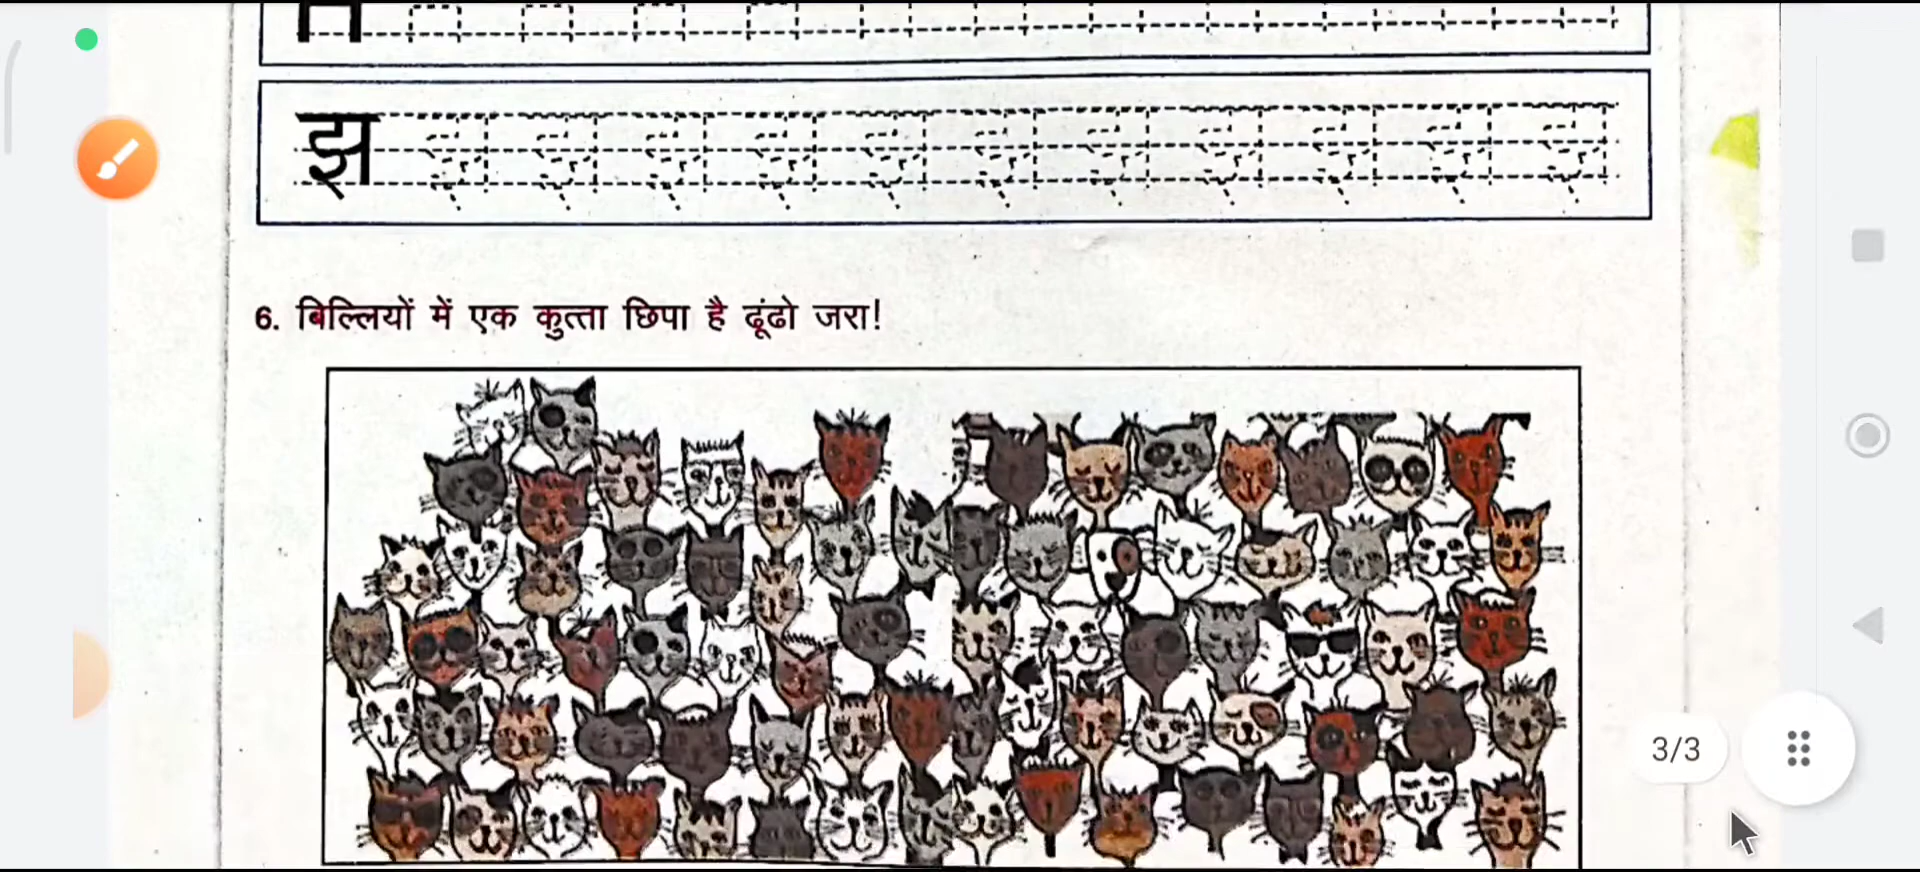 झ
6. बिल्लियों में एक कुत्ता छिपा है ढूंढो जरा!
3/3